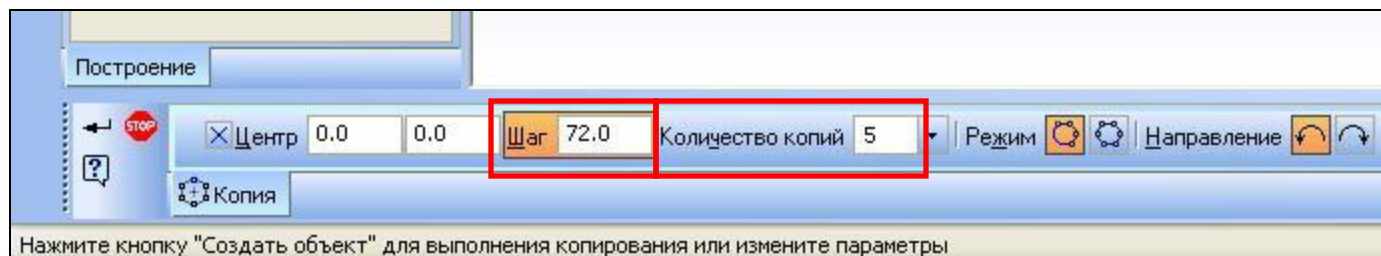 Построение
STOP Центр 0.0 0.0 Шаг 72.0 Количество копий 5 Режим Направление
?
Копия
Нажмите кнопку "Создать объект" для выполнения копирования или измените параметры